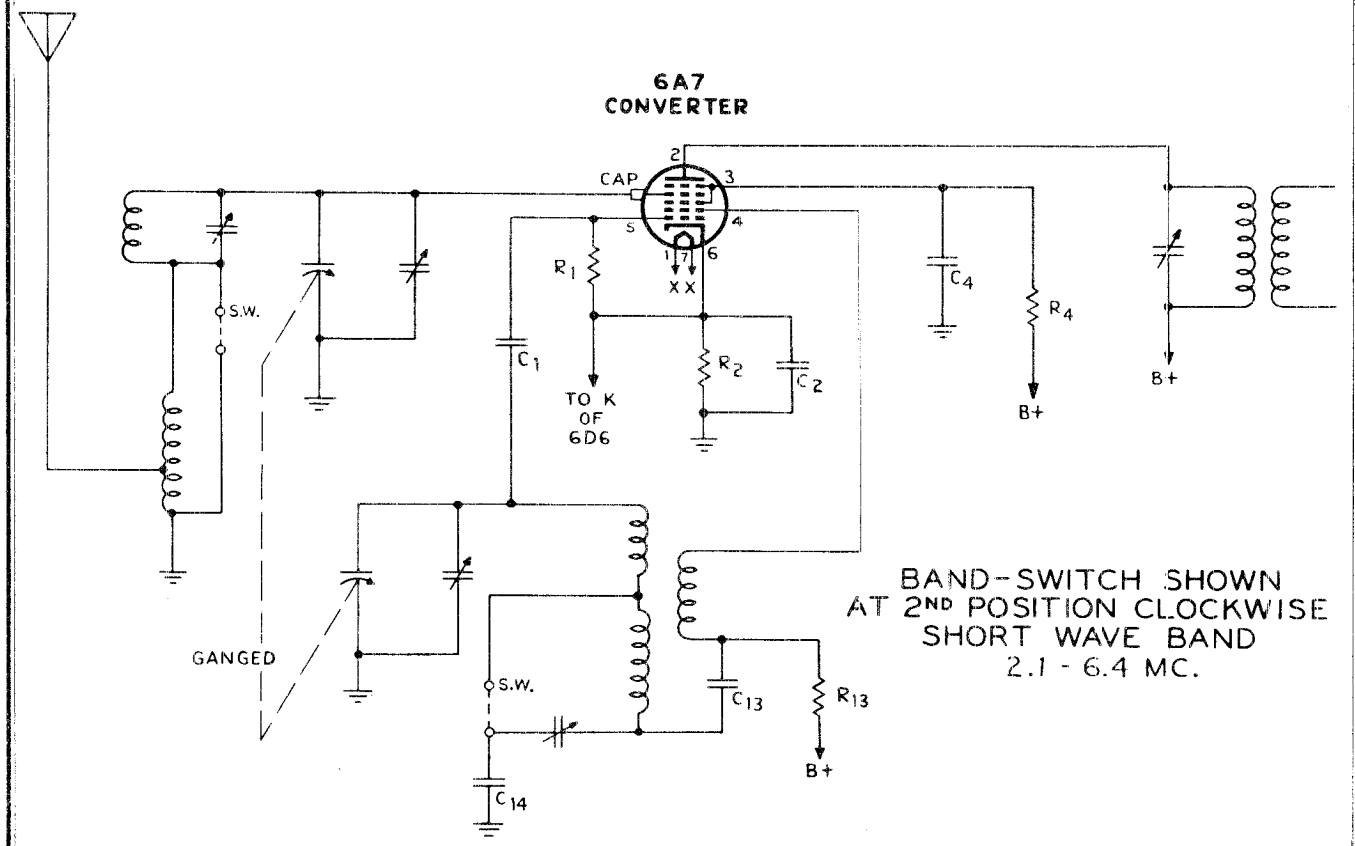 6A7
CONVERTER
CAP
2
3
5
4
1
7
6
X X
S.W.
R1
C1
TO K
OF
6D6
R2
C2
C4
R4
B+
B+
GANGED
S.W.
C14
C13
R13
B+
BAND-SWITCH SHOWN
AT 2ND POSITION CLOCKWISE
SHORT WAVE BAND
2.1 - 6.4 MC.